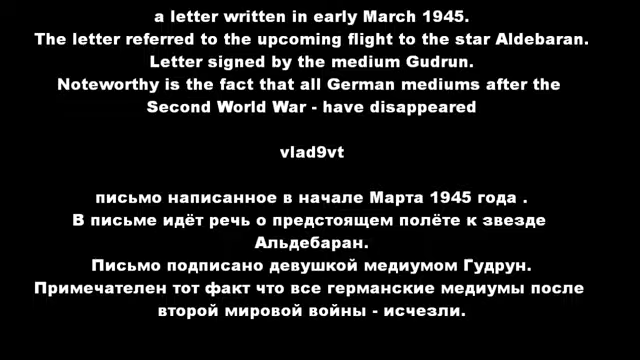 a letter written in early March 1945.
The letter referred to the upcoming flight to the star Aldebaran.
Letter signed by the medium Gudrun.
Noteworthy is the fact that all German mediums after the
Second World War - have disappeared
vlad9vt
письмо написанное в начале Марта 1945 года .
В письме идёт речь о предстоящем полёте к звезде
Альдебаран.
Письмо подписано девушкой медиумом Гудрун.
Примечателен тот факт что все германские медиумы после
второй мировой войны - исчезли.